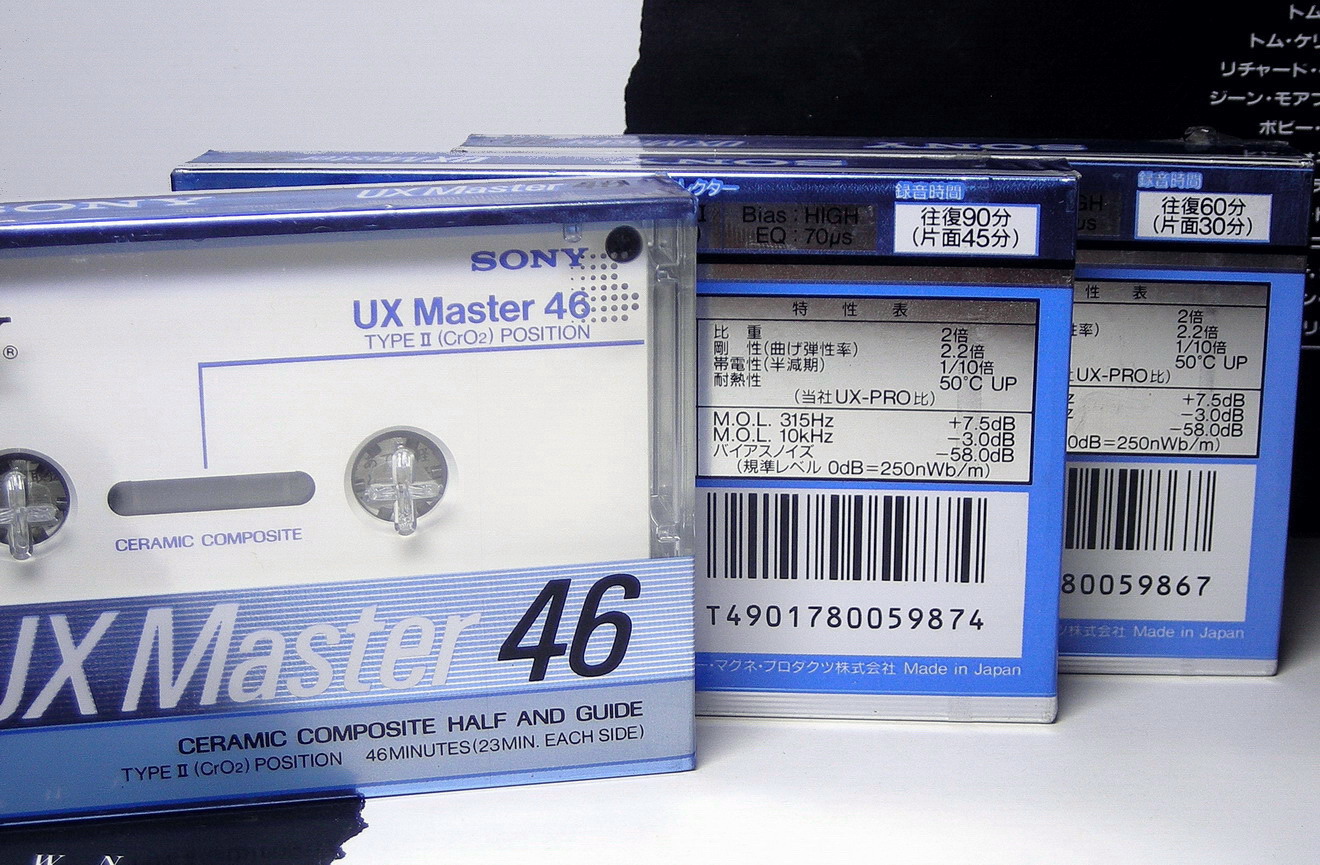 SONY
UX Master 46
SONY
UX Master 46
TYPE II (CrO2) POSITION
®
CERAMIC COMPOSITE
UX Master 46
CERAMIC COMPOSITE HALF AND GUIDE
TYPE II (CrO2) POSITION 46MINUTES(23MIN. EACH SIDE)
SONY
クター
録音時間
Bias : HIGH
EQ : 70μs
往復90分
(片面45分)
特性表
比重 2倍
剛性(曲げ弾性率) 2.2倍
帯電性(半減期) 1/10倍
耐熱性 50°C UP
(当社UX-PRO比)
M.O.L. 315Hz +7.5dB
M.O.L. 10kHz −3.0dB
バイアスノイズ −58.0dB
(規準レベル 0dB=250nWb/m)
T4901780059874
・マグネ・プロダクツ株式会社 Made in Japan
SONY
録音時間
往復60分
(片面30分)
性表
2倍
率) 2.2倍
1/10倍
50°C UP
UX-PRO比)
+7.5dB
−3.0dB
−58.0dB
0dB=250nWb/m)
80059867
株式会社 Made in Japan
トム・
トム・ケリ
リチャード・
ジーン・モア
ボビー・
W N